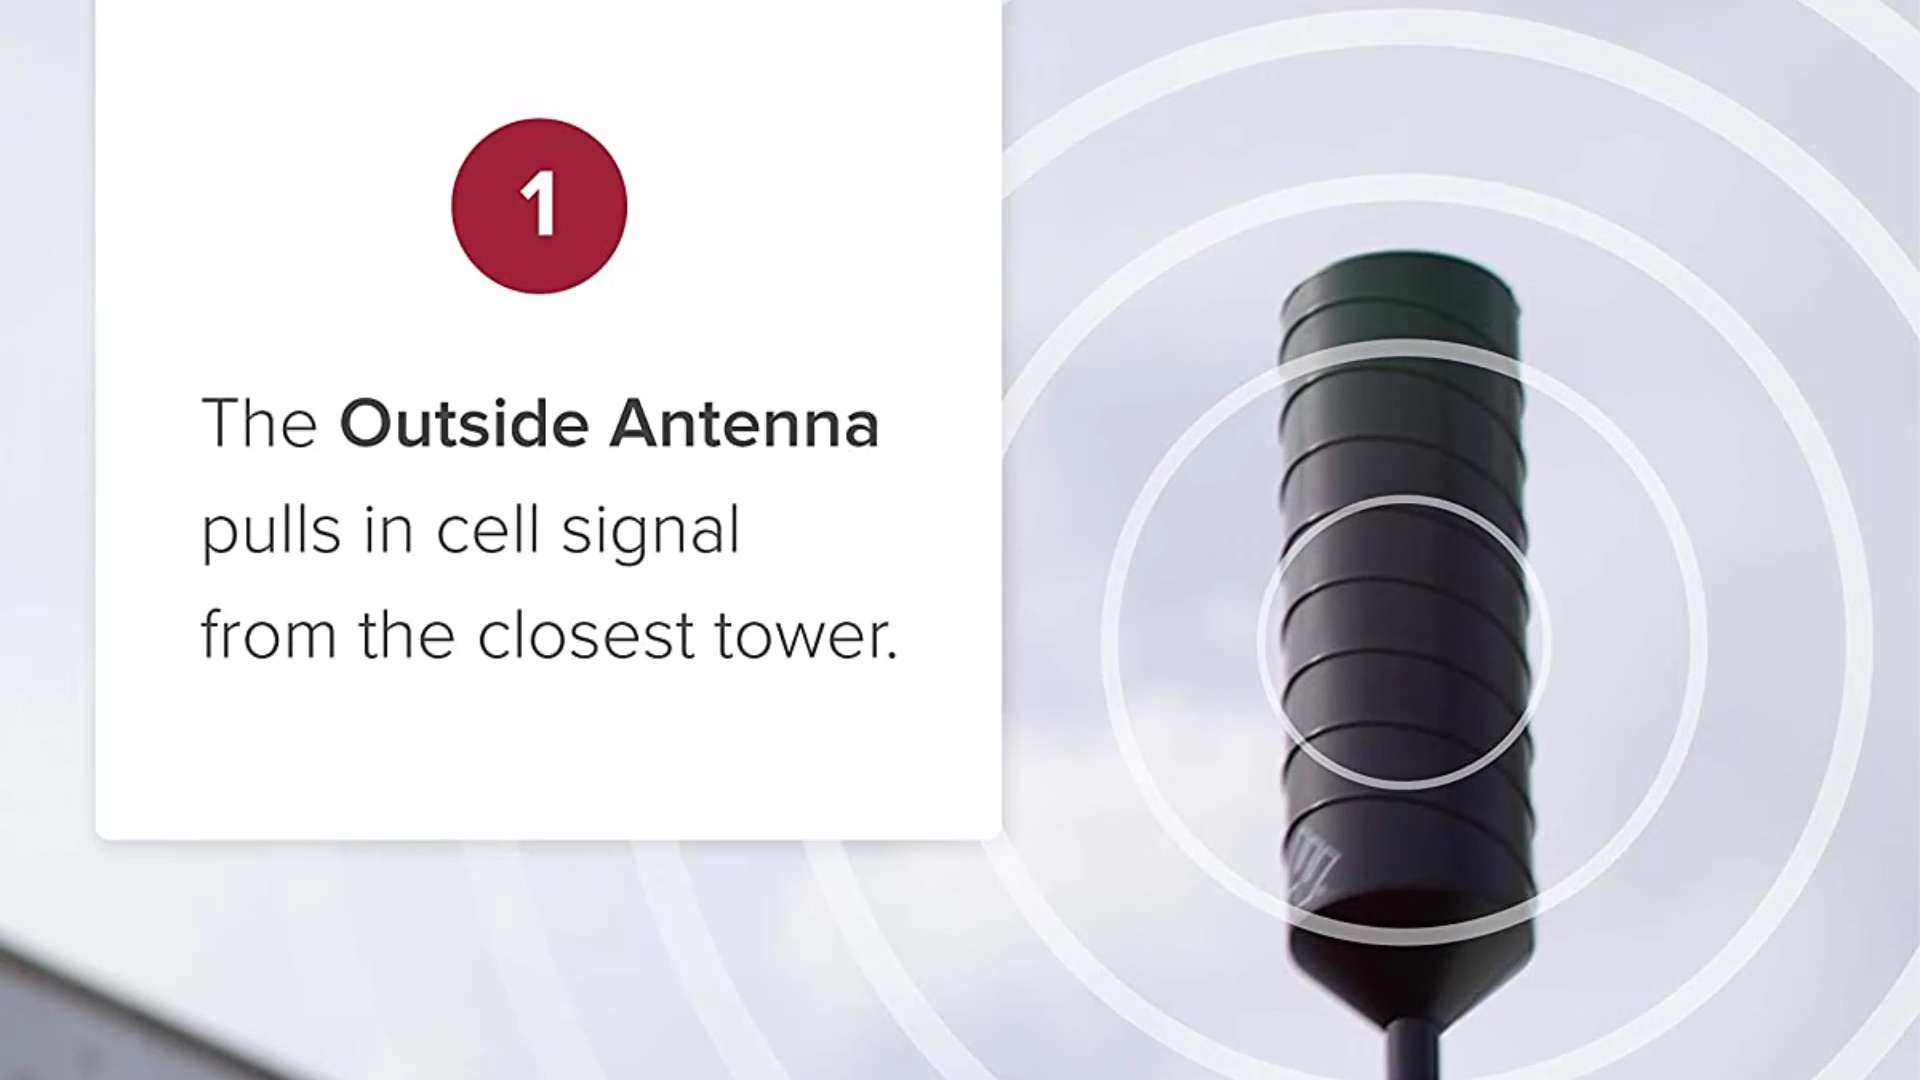 1
The Outside Antenna
pulls in cell signal
from the closest tower.